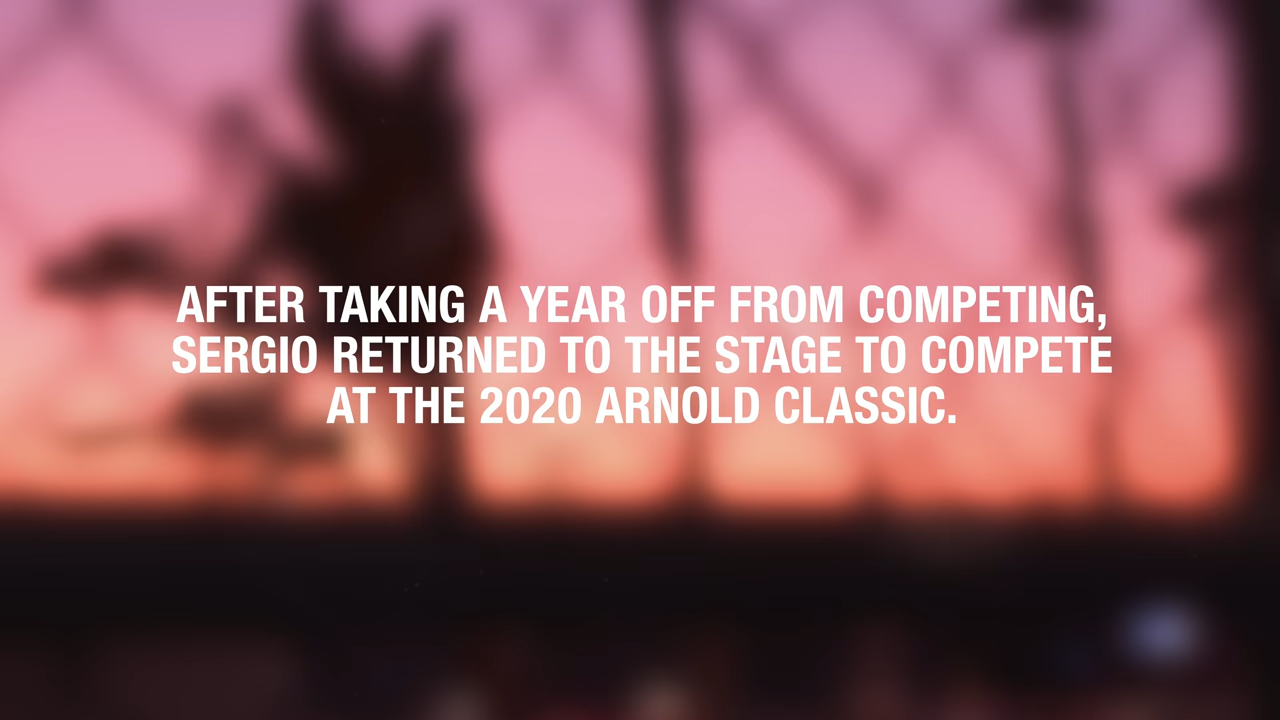 AFTER TAKING A YEAR OFF FROM COMPETING,
SERGIO RETURNED TO THE STAGE TO COMPETE
AT THE 2020 ARNOLD CLASSIC.